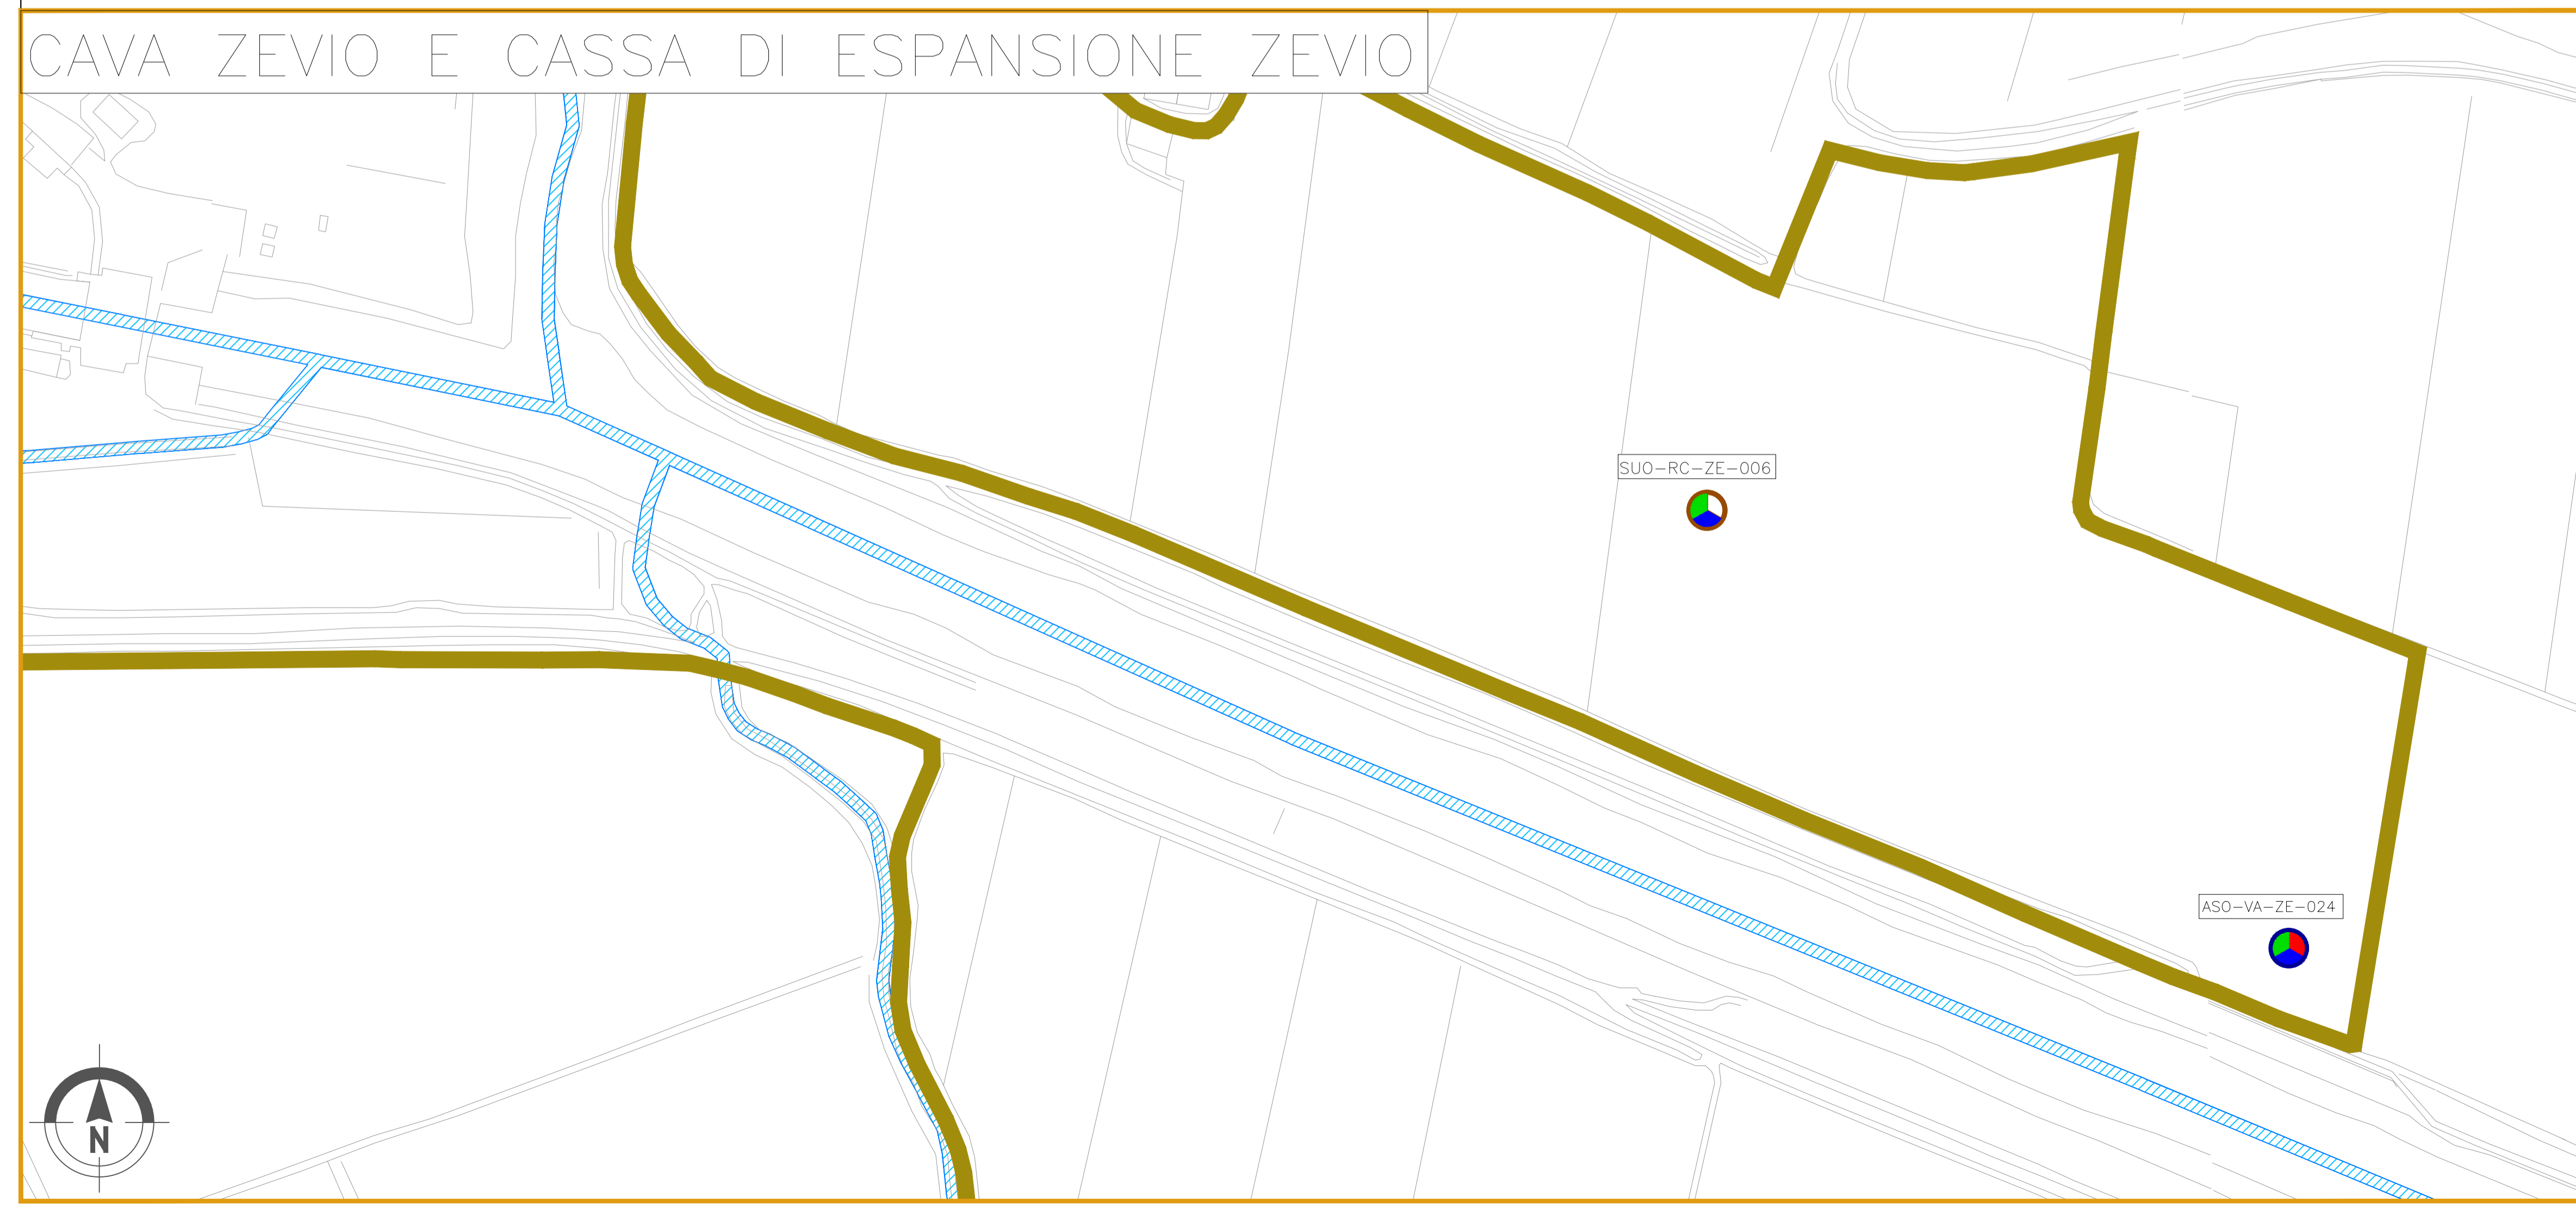 CAVA ZEVIO E CASSA DI ESPANSIONE ZEVIO
SUO-RC-ZE-006
ASO-VA-ZE-024
N